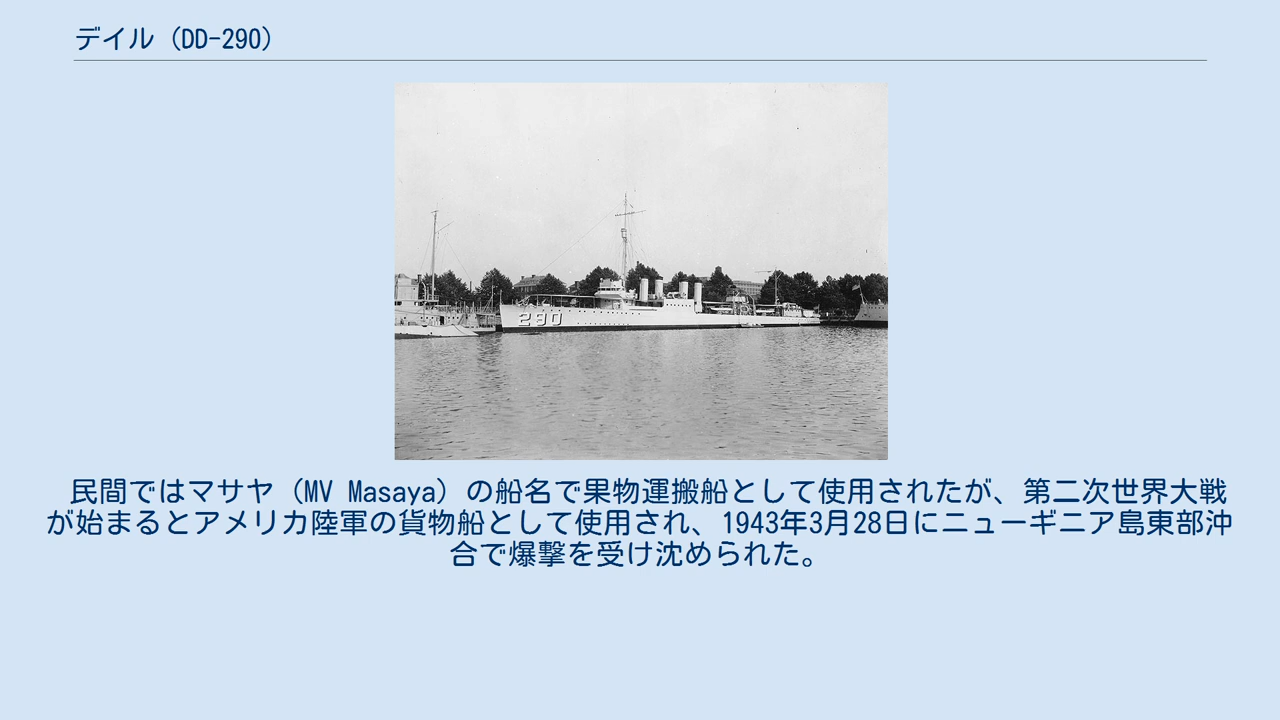 デイル（DD-290）
290
民間ではマサヤ（MV Masaya）の船名で果物運搬船として使用されたが、第二次世界大戦
が始まるとアメリカ陸軍の貨物船として使用され、1943年3月28日にニューギニア島東部沖
合で爆撃を受け沈められた。